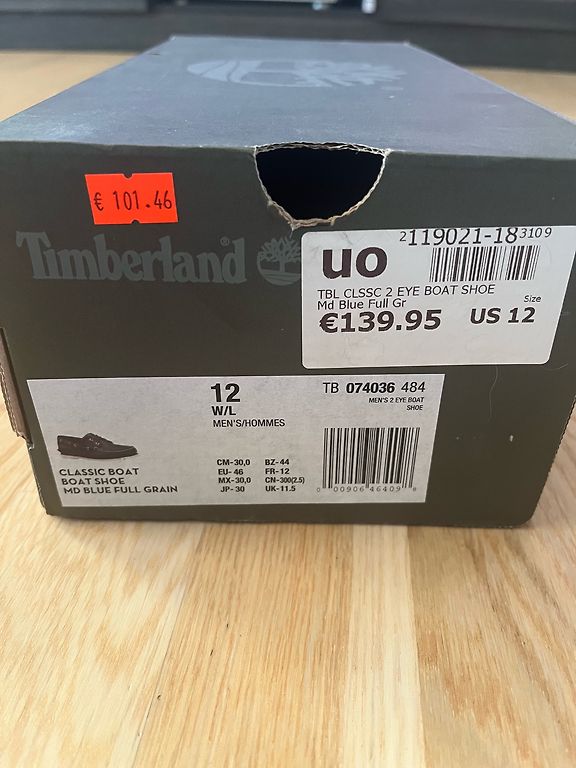 € 101.46
Timberland
2119021-183109
uo
TBL CLSSC 2 EYE BOAT SHOE
Md Blue Full Gr
Size
€139.95 US 12
12
W/L
MEN'S/HOMMES
TB 074036 484
MEN'S 2 EYE BOAT
SHOE
CLASSIC BOAT
BOAT SHOE
MD BLUE FULL GRAIN
CM-30,0 BZ-44
EU- 46 FR-12
MX-30,0 CN-300(2.5)
JP- 30 UK-11.5
0 00906 46409 8